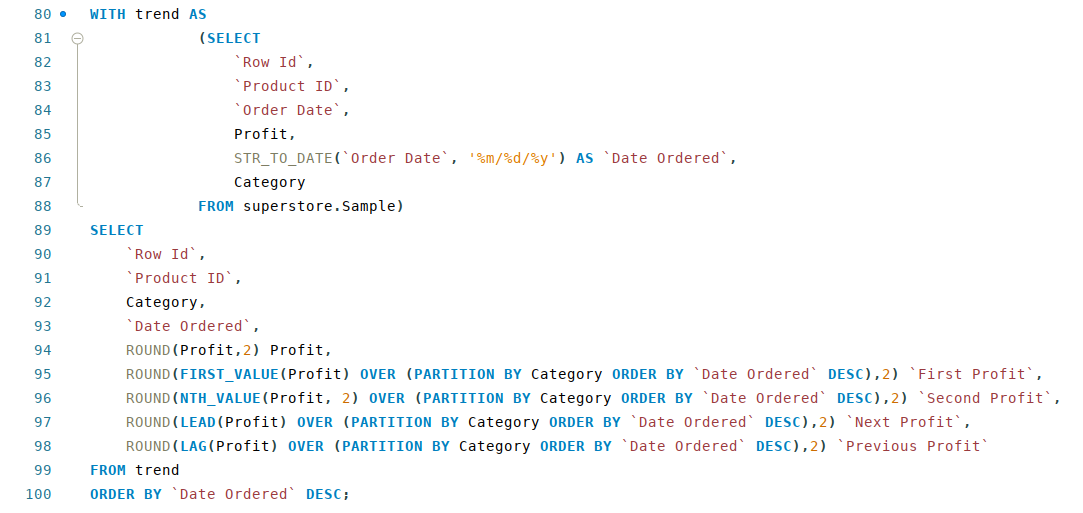 80 WITH trend AS
81 (SELECT
82 `Row Id`,
83 `Product ID`,
84 `Order Date`,
85 Profit,
86 STR_TO_DATE(`Order Date`, '%m/%d/%y') AS `Date Ordered`,
87 Category
88 FROM superstore.Sample)
89 SELECT
90 `Row Id`,
91 `Product ID`,
92 Category,
93 `Date Ordered`,
94 ROUND(Profit,2) Profit,
95 ROUND(FIRST_VALUE(Profit) OVER (PARTITION BY Category ORDER BY `Date Ordered` DESC),2) `First Profit`,
96 ROUND(NTH_VALUE(Profit, 2) OVER (PARTITION BY Category ORDER BY `Date Ordered` DESC),2) `Second Profit`,
97 ROUND(LEAD(Profit) OVER (PARTITION BY Category ORDER BY `Date Ordered` DESC),2) `Next Profit`,
98 ROUND(LAG(Profit) OVER (PARTITION BY Category ORDER BY `Date Ordered` DESC),2) `Previous Profit`
99 FROM trend
100 ORDER BY `Date Ordered` DESC;